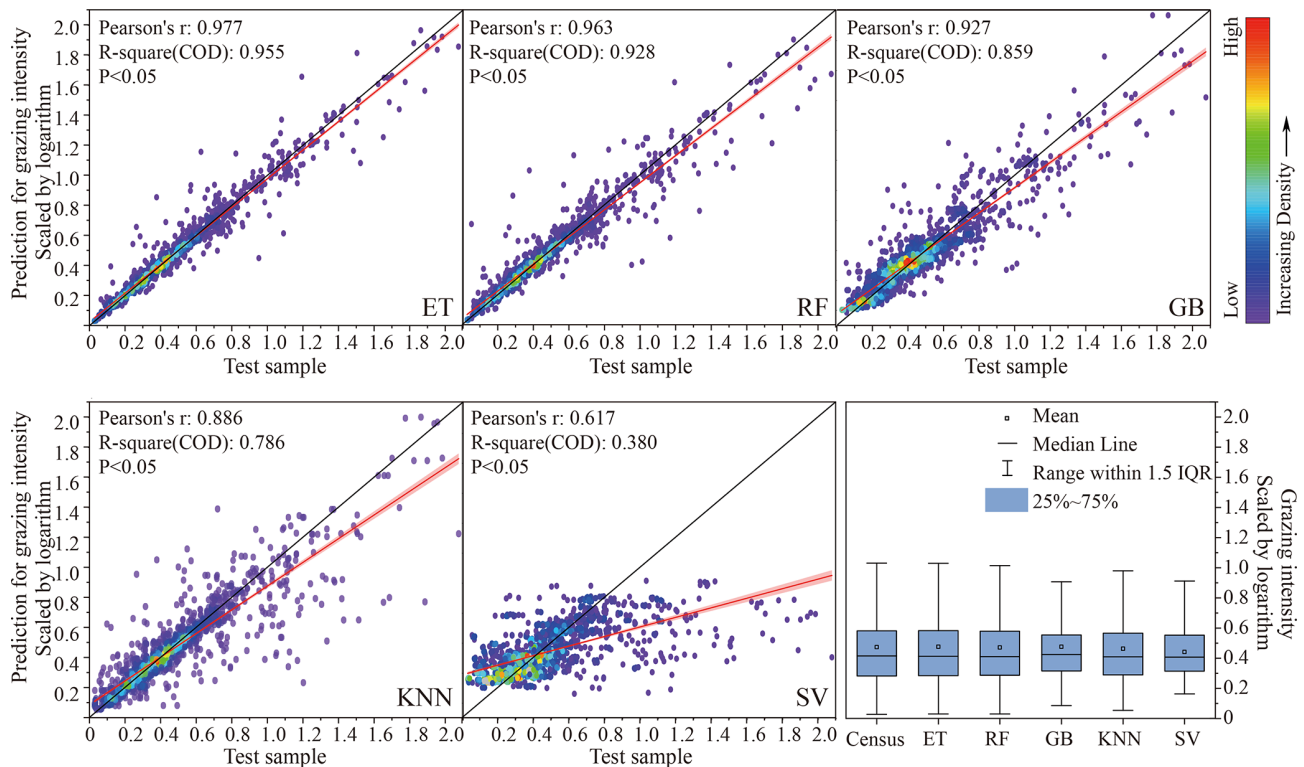 Prediction for grazing intensity
Scaled by logarithm
2.0
1.8
1.6
1.4
1.2
1.0
0.8
0.6
0.4
0.2
Pearson's r: 0.977
R-square(COD): 0.955
P<0.05
ET
0 0.2 0.4 0.6 0.8 1.0 1.2 1.4 1.6 1.8 2.0
Test sample
Pearson's r: 0.963
R-square(COD): 0.928
P<0.05
RF
0 0.2 0.4 0.6 0.8 1.0 1.2 1.4 1.6 1.8 2.0
Test sample
Pearson's r: 0.927
R-square(COD): 0.859
P<0.05
GB
0.2 0.4 0.6 0.8 1.0 1.2 1.4 1.6 1.8 2.0
Test sample
High
Low
Increasing Density
Prediction for grazing intensity
Scaled by logarithm
2.0
1.8
1.6
1.4
1.2
1.0
0.8
0.6
0.4
0.2
Pearson's r: 0.886
R-square(COD): 0.786
P<0.05
KNN
0 0.2 0.4 0.6 0.8 1.0 1.2 1.4 1.6 1.8 2.0
Test sample
Pearson's r: 0.617
R-square(COD): 0.380
P<0.05
SV
0 0.2 0.4 0.6 0.8 1.0 1.2 1.4 1.6 1.8 2.0
Test sample
Mean
Median Line
Range within 1.5 IQR
25%~75%
2.0
1.8
1.6
1.4
1.2
1.0
0.8
0.6
0.4
0.2
0
Grazing intensity
Scaled by logarithm
Census ET RF GB KNN SV